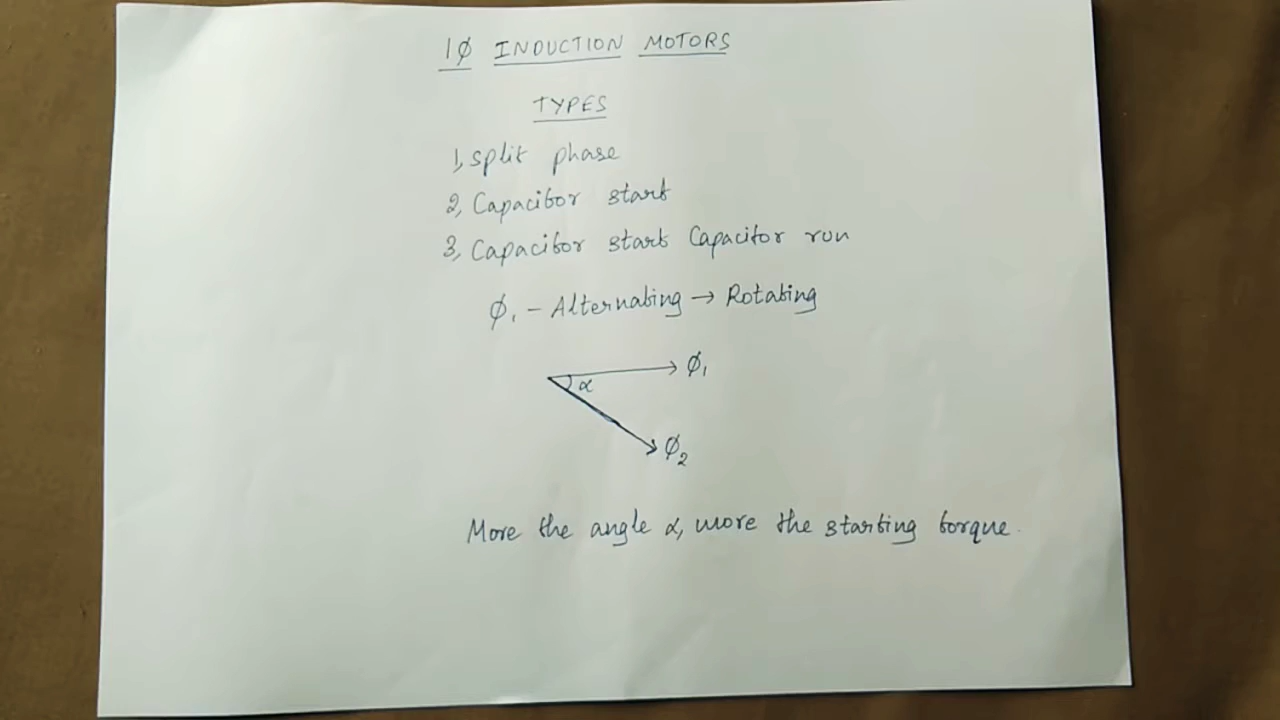 1φ INDUCTION MOTORS
TYPES
1, split phase
2, Capacitor start
3, Capacitor start Capacitor run
φ, - Alternating → Rotating
φ₁
α
φ₂
More the angle α, more the starting torque.